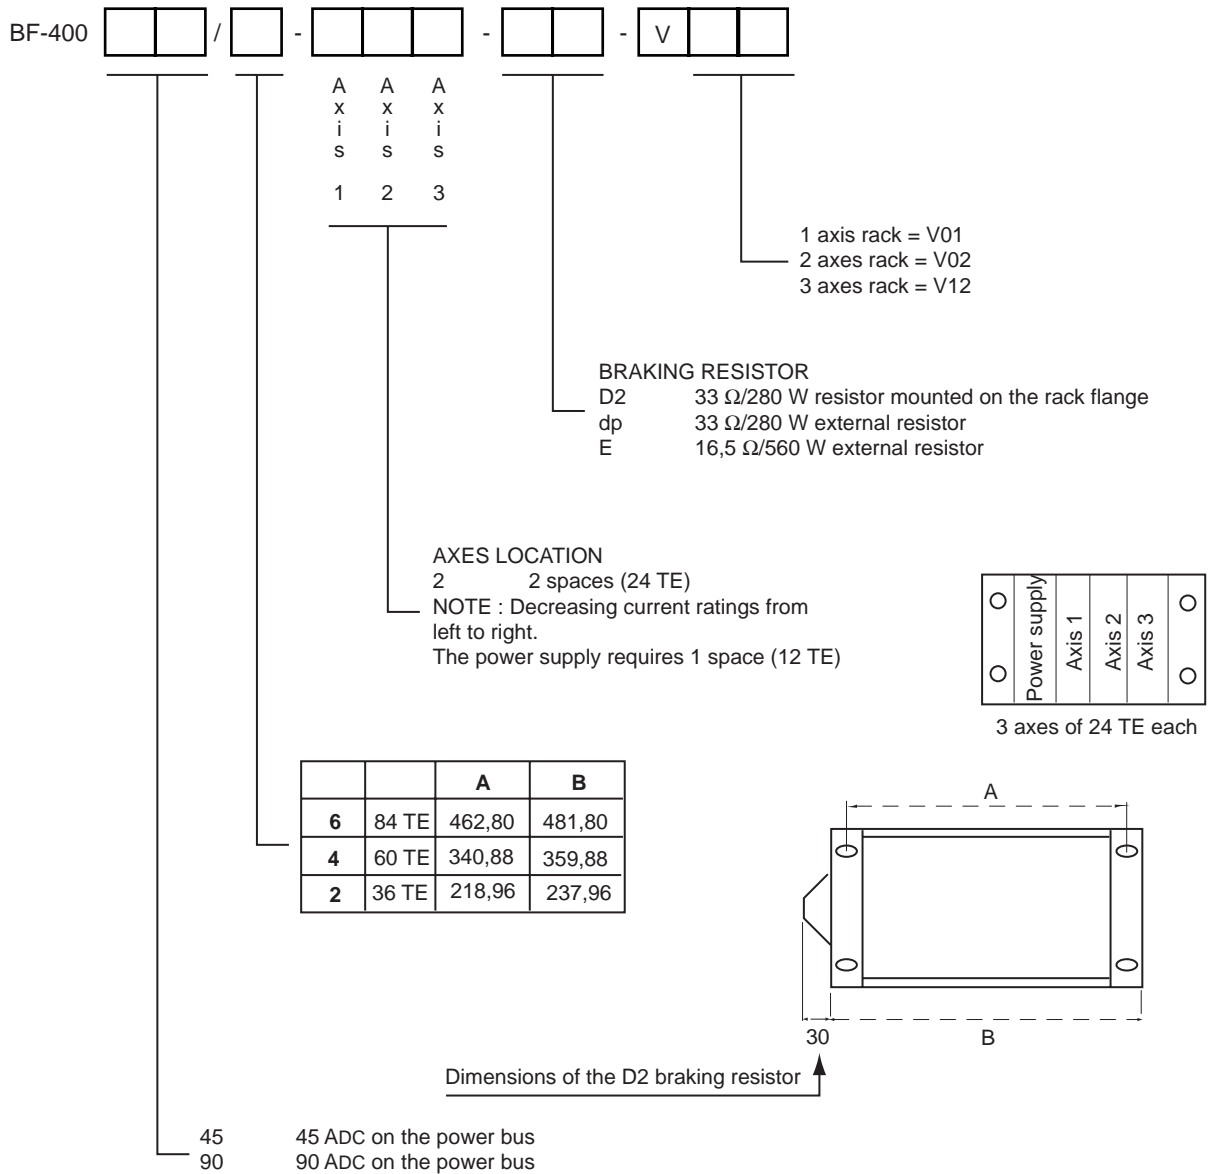 BF-400 / - - - V
Axis 1
Axis 2
Axis 3
1 axis rack = V01
2 axes rack = V02
3 axes rack = V12
BRAKING RESISTOR
D2 33 Ω/280 W resistor mounted on the rack flange
dp 33 Ω/280 W external resistor
E 16,5 Ω/560 W external resistor
AXES LOCATION
2 2 spaces (24 TE)
NOTE : Decreasing current ratings from
left to right.
The power supply requires 1 space (12 TE)
Power supply
Axis 1
Axis 2
Axis 3
3 axes of 24 TE each
A B
6 84 TE 462,80 481,80
4 60 TE 340,88 359,88
2 36 TE 218,96 237,96
A
30
B
Dimensions of the D2 braking resistor
45 45 ADC on the power bus
90 90 ADC on the power bus